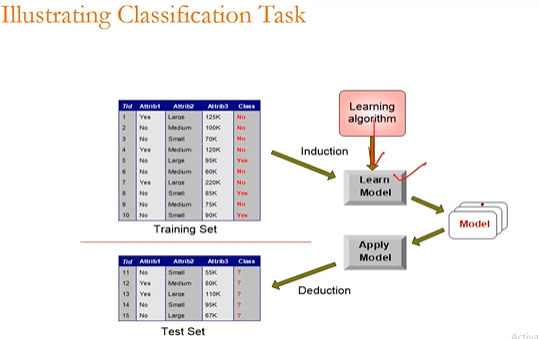 Illustrating Classification Task
Tid Attrib1 Attrib2 Attrib3 Class
1 Yes Large 125K No
2 No Medium 100K No
3 No Small 70K No
4 Yes Medium 120K No
5 No Large 95K Yes
6 No Medium 60K No
7 Yes Large 220K No
8 No Small 85K Yes
9 No Medium 75K No
10 No Small 90K Yes
Training Set
Learning
algorithm
Induction
Learn
Model
Model
Apply
Model
Deduction
Tid Attrib1 Attrib2 Attrib3 Class
11 No Small 55K ?
12 Yes Medium 80K ?
13 Yes Large 110K ?
14 No Small 95K ?
15 No Large 67K ?
Test Set
Activa